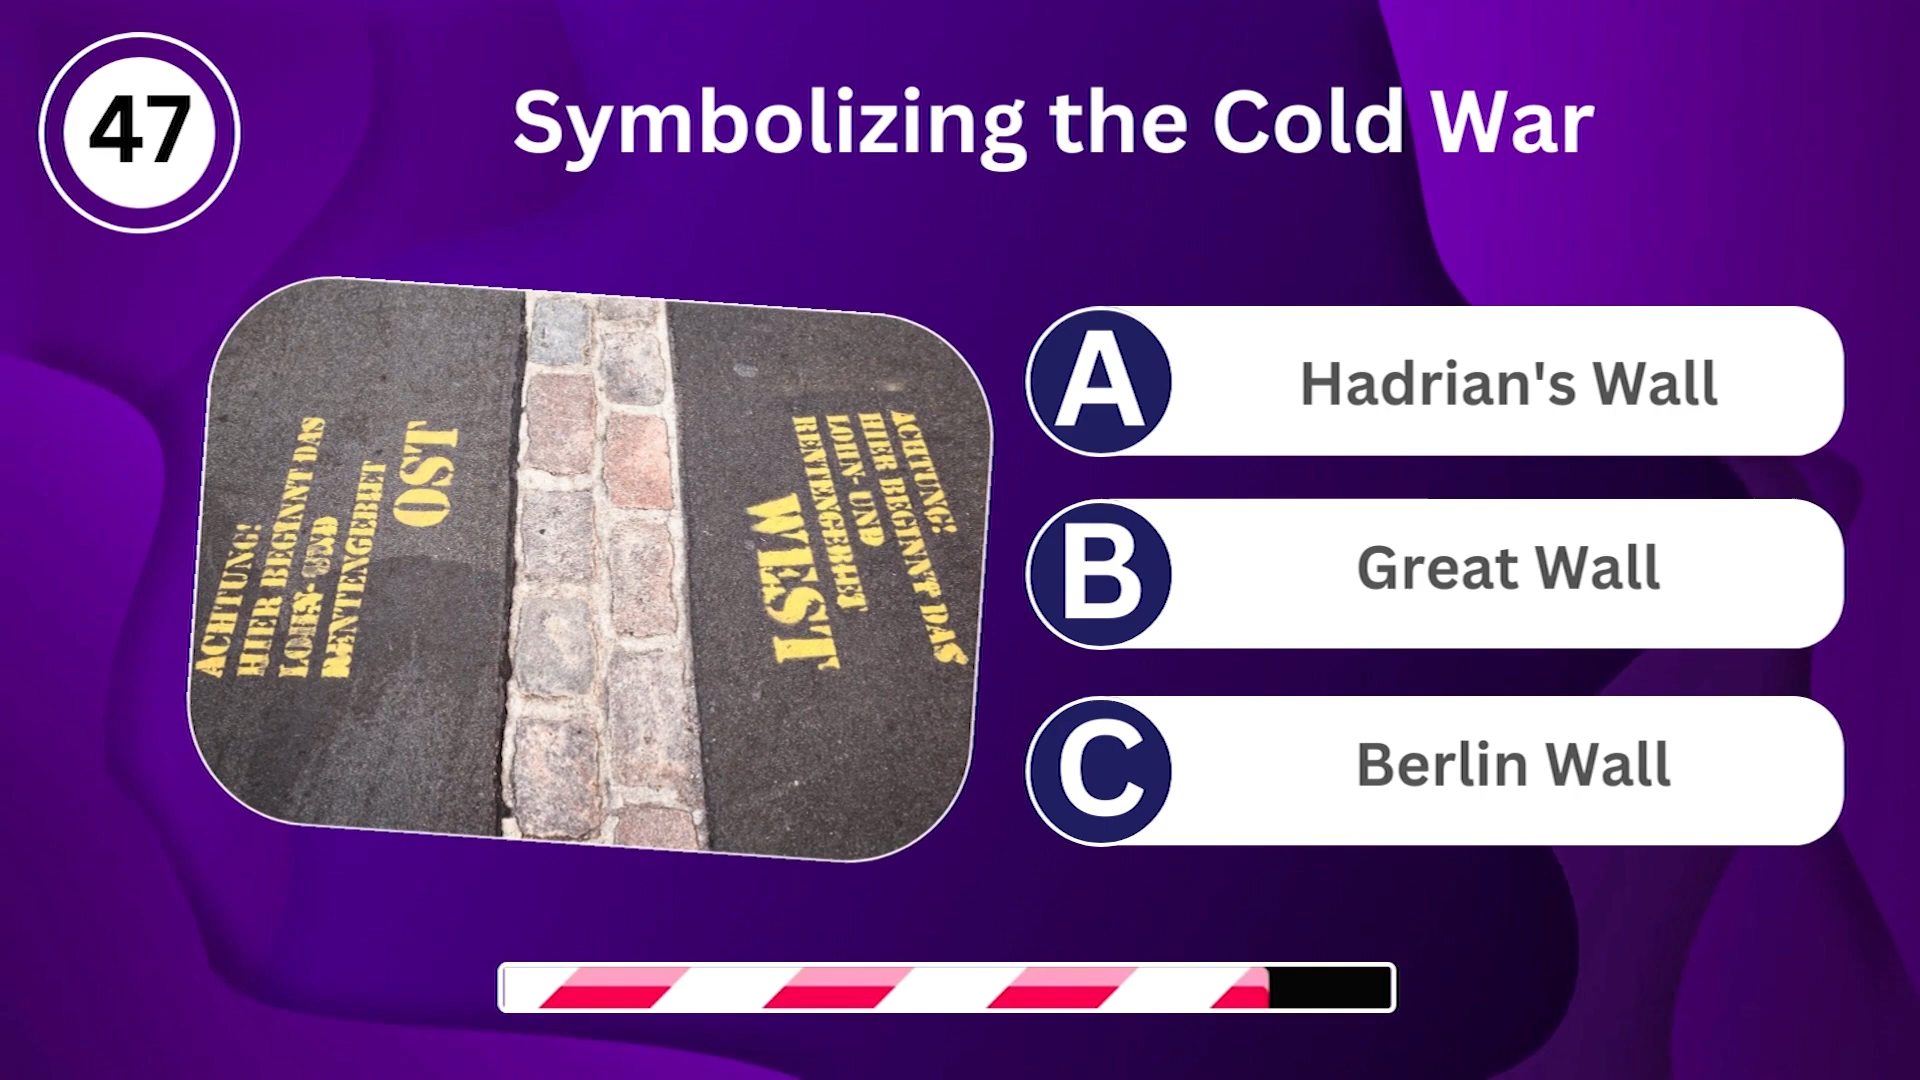 47
Symbolizing the Cold War
ACHTUNG!
HIER BEGINNT DAS
LOHN- UND
RENTENGEBIET
OST
ACHTUNG!
HIER BEGINNT DAS
LOHN- UND
RENTENGEBIET
WEST
A
Hadrian's Wall
B
Great Wall
C
Berlin Wall